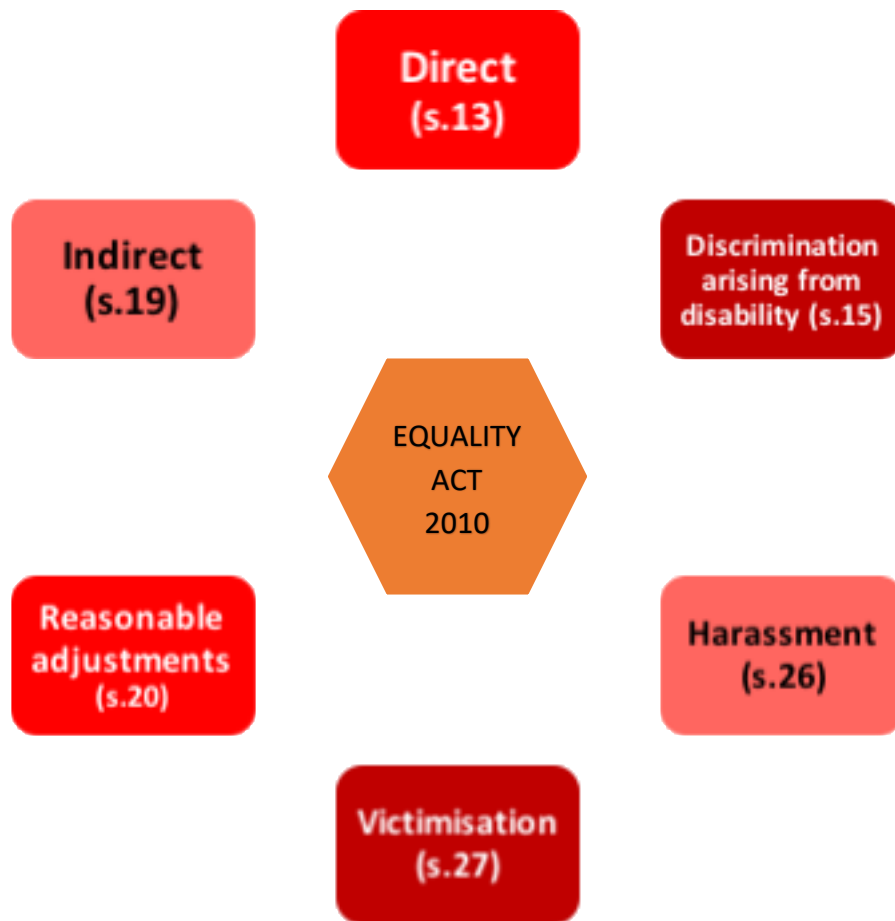 Direct
(s.13)
Indirect
(s.19)
Discrimination
arising from
disability (s.15)
EQUALITY
ACT
2010
Reasonable
adjustments
(s.20)
Harassment
(s.26)
Victimisation
(s.27)